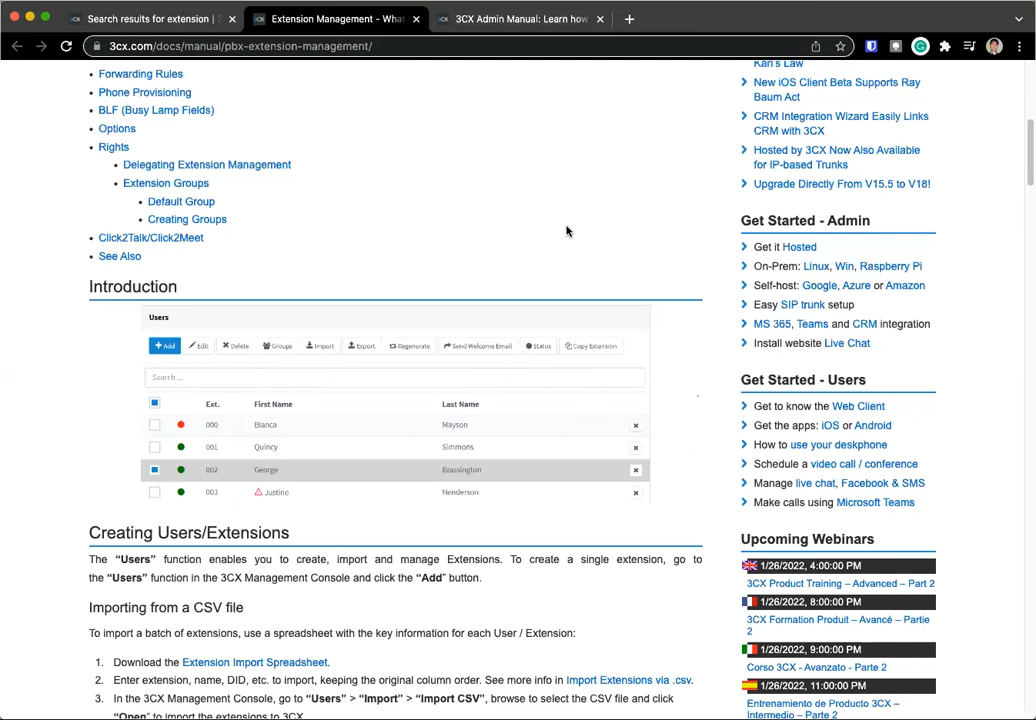 Search results for extension |
Extension Management - What
3CX Admin Manual: Learn how
3cx.com/docs/manual/pbx-extension-management/
Forwarding Rules
Phone Provisioning
BLF (Busy Lamp Fields)
Options
Rights
Delegating Extension Management
Extension Groups
Default Group
Creating Groups
Click2Talk/Click2Meet
See Also
Introduction
Users
Add Edit Delete Groups Import Export Regenerate Send Welcome Email Status Copy Extension
Search ...
Ext. First Name Last Name
000 Bianca Mayson
001 Quincy Simmons
002 George Brassington
003 Justine Henderson
Creating Users/Extensions
The “Users” function enables you to create, import and manage Extensions. To create a single extension, go to
the “Users” function in the 3CX Management Console and click the “Add” button.
Importing from a CSV file
To import a batch of extensions, use a spreadsheet with the key information for each User / Extension:
1. Download the Extension Import Spreadsheet.
2. Enter extension, name, DID, etc. to import, keeping the original column order. See more info in Import Extensions via .csv.
3. In the 3CX Management Console, go to “Users” > “Import” > “Import CSV”, browse to select the CSV file and click
“Open” to import the extensions to 3CX.
Kari's Law
New iOS Client Beta Supports Ray
Baum Act
CRM Integration Wizard Easily Links
CRM with 3CX
Hosted by 3CX Now Also Available
for IP-based Trunks
Upgrade Directly From V15.5 to V18!
Get Started - Admin
Get it Hosted
On-Prem: Linux, Win, Raspberry Pi
Self-host: Google, Azure or Amazon
Easy SIP trunk setup
MS 365, Teams and CRM integration
Install website Live Chat
Get Started - Users
Get to know the Web Client
Get the apps: iOS or Android
How to use your deskphone
Schedule a video call / conference
Manage live chat, Facebook & SMS
Make calls using Microsoft Teams
Upcoming Webinars
1/26/2022, 4:00:00 PM
3CX Product Training – Advanced – Part 2
1/26/2022, 8:00:00 PM
3CX Formation Produit – Avancé – Partie
2
1/26/2022, 9:00:00 PM
Corso 3CX - Avanzato - Parte 2
1/26/2022, 11:00:00 PM
Entrenamiento de Producto 3CX –
Intermedio – Parte 2